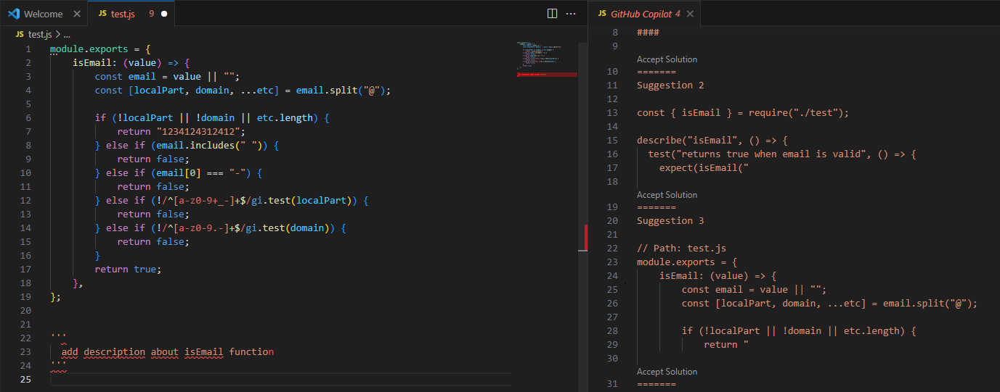 Welcome
JS test.js 9
JS test.js > ...
1 module.exports = {
2 isEmail: (value) => {
3 const email = value || "";
4 const [localPart, domain, ...etc] = email.split("@");
5
6 if (!localPart || !domain || etc.length) {
7 return "1234124312412";
8 } else if (email.includes(" ")) {
9 return false;
10 } else if (email[0] === "-") {
11 return false;
12 } else if (!/^[a-z0-9+_-]+$/gi.test(localPart)) {
13 return false;
14 } else if (!/^[a-z0-9.-]+$/gi.test(domain)) {
15 return false;
16 }
17 return true;
18 },
19 };
20
21
22 '''
23 add description about isEmail function
24 '''
25
JS GitHub Copilot 4
8 ####
9
Accept Solution
10 =======
11 Suggestion 2
12
13 const { isEmail } = require("./test");
14
15 describe("isEmail", () => {
16 test("returns true when email is valid", () => {
17 expect(isEmail("
18
Accept Solution
19 =======
20 Suggestion 3
21
22 // Path: test.js
23 module.exports = {
24 isEmail: (value) => {
25 const email = value || "";
26 const [localPart, domain, ...etc] = email.split("@");
27
28 if (!localPart || !domain || etc.length) {
29 return "
30
Accept Solution
31 =======